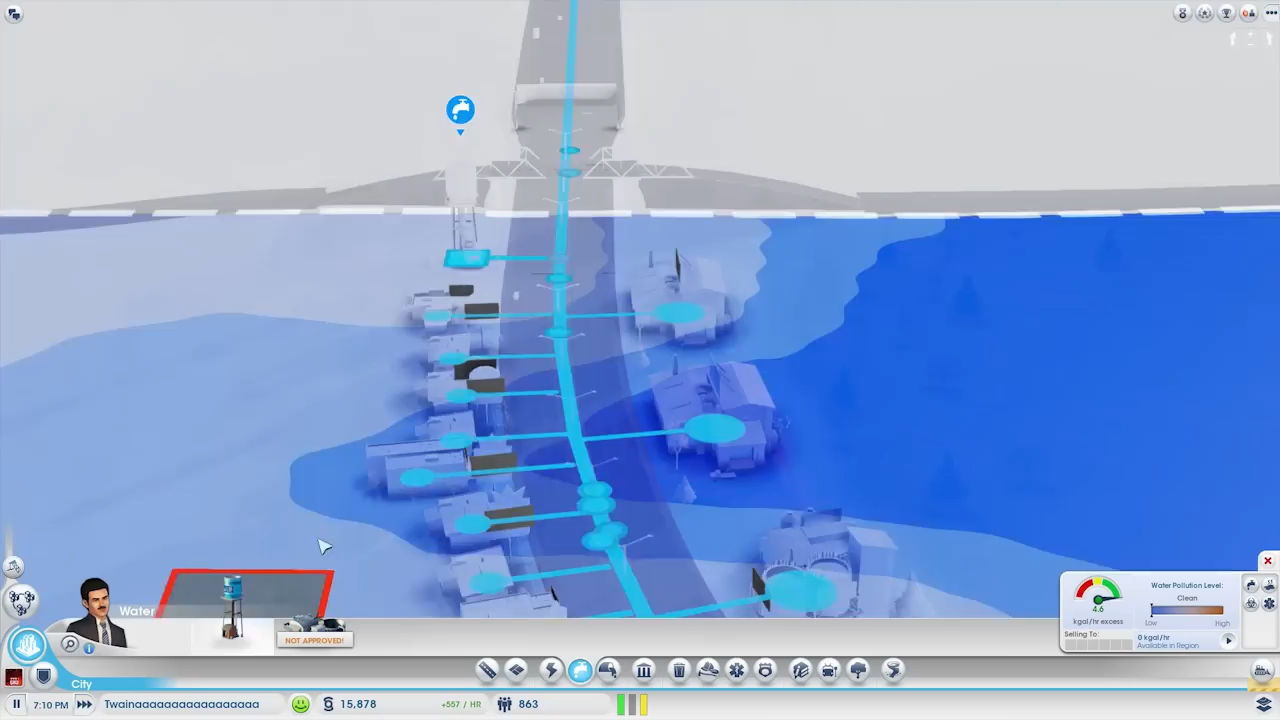 Water
NOT APPROVED!
4.6
kgal/hr excess
Selling To:
Water Pollution Level:
Clean
Low
High
0 kgal/hr
Available in Region
City
7:10 PM
Twainaaaaaaaaaaaaaaaaa
15,878
+557 / HR
863